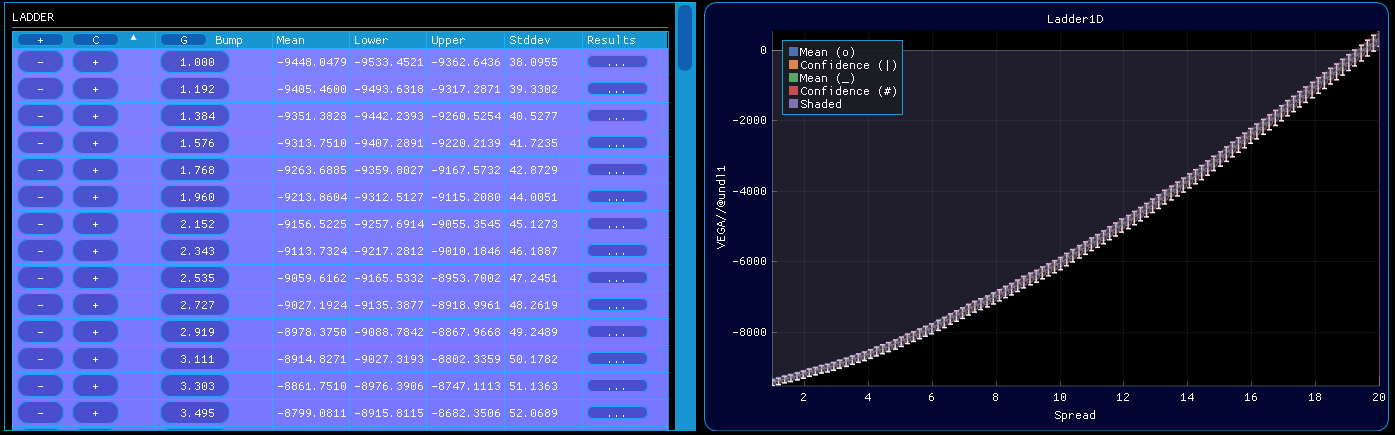 LADDER
+ C ▲ G Bump Mean Lower Upper Stddev Results
- + 1.000 -9448.0479 -9533.4521 -9362.6436 38.0955 ...
- + 1.192 -9405.4600 -9493.6318 -9317.2871 39.3302 ...
- + 1.384 -9351.3828 -9442.2393 -9260.5254 40.5277 ...
- + 1.576 -9313.7510 -9407.2891 -9220.2139 41.7235 ...
- + 1.768 -9263.6885 -9359.8027 -9167.5732 42.8729 ...
- + 1.960 -9213.8604 -9312.5127 -9115.2080 44.0051 ...
- + 2.152 -9156.5225 -9257.6914 -9055.3545 45.1273 ...
- + 2.343 -9113.7324 -9217.2812 -9010.1846 46.1887 ...
- + 2.535 -9059.6162 -9165.5332 -8953.7002 47.2451 ...
- + 2.727 -9027.1924 -9135.3877 -8918.9961 48.2619 ...
- + 2.919 -8978.3750 -9088.7842 -8867.9668 49.2489 ...
- + 3.111 -8914.8271 -9027.3193 -8802.3359 50.1782 ...
- + 3.303 -8861.7510 -8976.3906 -8747.1113 51.1363 ...
- + 3.495 -8799.0811 -8915.8115 -8682.3506 52.0689 ...
Ladder1D
Mean (o)
Confidence (|)
Mean (_)
Confidence (#)
Shaded
0
-2000
-4000
-6000
-8000
VEGA//@undl1
2 4 6 8 10 12 14 16 18 20
Spread